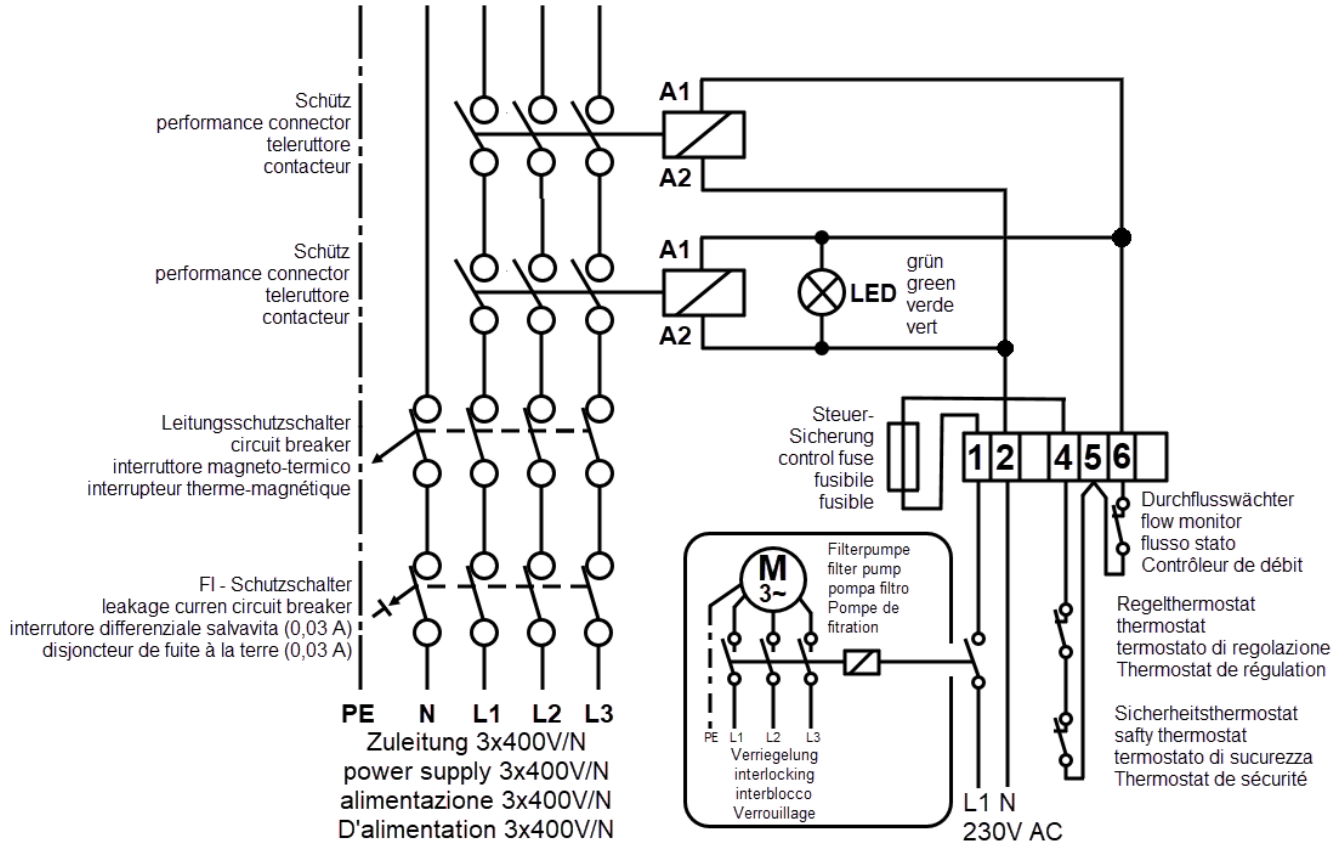 Schütz
performance connector
teleruttore
contacteur
A1
A2
Schütz
performance connector
teleruttore
contacteur
A1
A2
LED
grün
green
verde
vert
Leitungsschutzschalter
circuit breaker
interruttore magneto-termico
interrupteur therme-magnétique
Steuer-
Sicherung
control fuse
fusibile
fusible
1 2 4 5 6
Durchflusswächter
flow monitor
flusso stato
Contrôleur de débit
FI - Schutzschalter
leakage curren circuit breaker
interrutore differenziale salvavita (0,03 A)
disjoncteur de fuite à la terre (0,03 A)
M
3~
Filterpumpe
filter pump
pompa filtro
Pompe de
fitration
Regelthermostat
thermostat
termostato di regolazione
Thermostat de régulation
PE L1 L2 L3
Verriegelung
interlocking
interblocco
Verrouillage
Sicherheitsthermostat
safty thermostat
termostato di sucurezza
Thermostat de sécurité
PE N L1 L2 L3
Zuleitung 3x400V/N
power supply 3x400V/N
alimentazione 3x400V/N
D'alimentation 3x400V/N
L1 N
230V AC